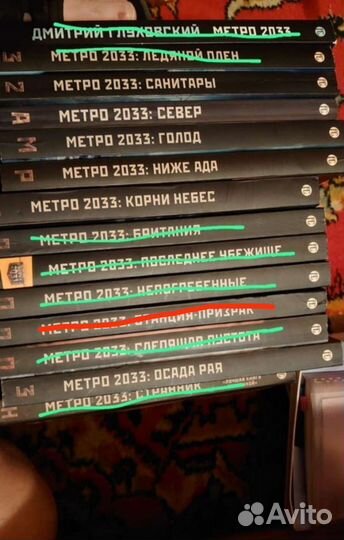 ДМИТРИЙ ГЛУХОВСКИЙ МЕТРО 2033
МЕТРО 2033: ЛЕДЯНОЙ ПЛЕН
МЕТРО 2033: САНИТАРЫ
МЕТРО 2033: СЕВЕР
МЕТРО 2033: ГОЛОД
МЕТРО 2033: НИЖЕ АДА
МЕТРО 2033: КОРНИ НЕБЕС
МЕТРО 2033: БРИТАНИЯ
МЕТРО 2033: ПОСЛЕДНЕЕ УБЕЖИЩЕ
МЕТРО 2033: НЕПОГРЕБЕННЫЕ
МЕТРО 2033: СТАНЦИЯ-ПРИЗРАК
МЕТРО 2033: СЛЕПЯЩАЯ ПУСТОТА
МЕТРО 2033: ОСАДА РАЯ
МЕТРО 2033: СТРАННИК
Avito